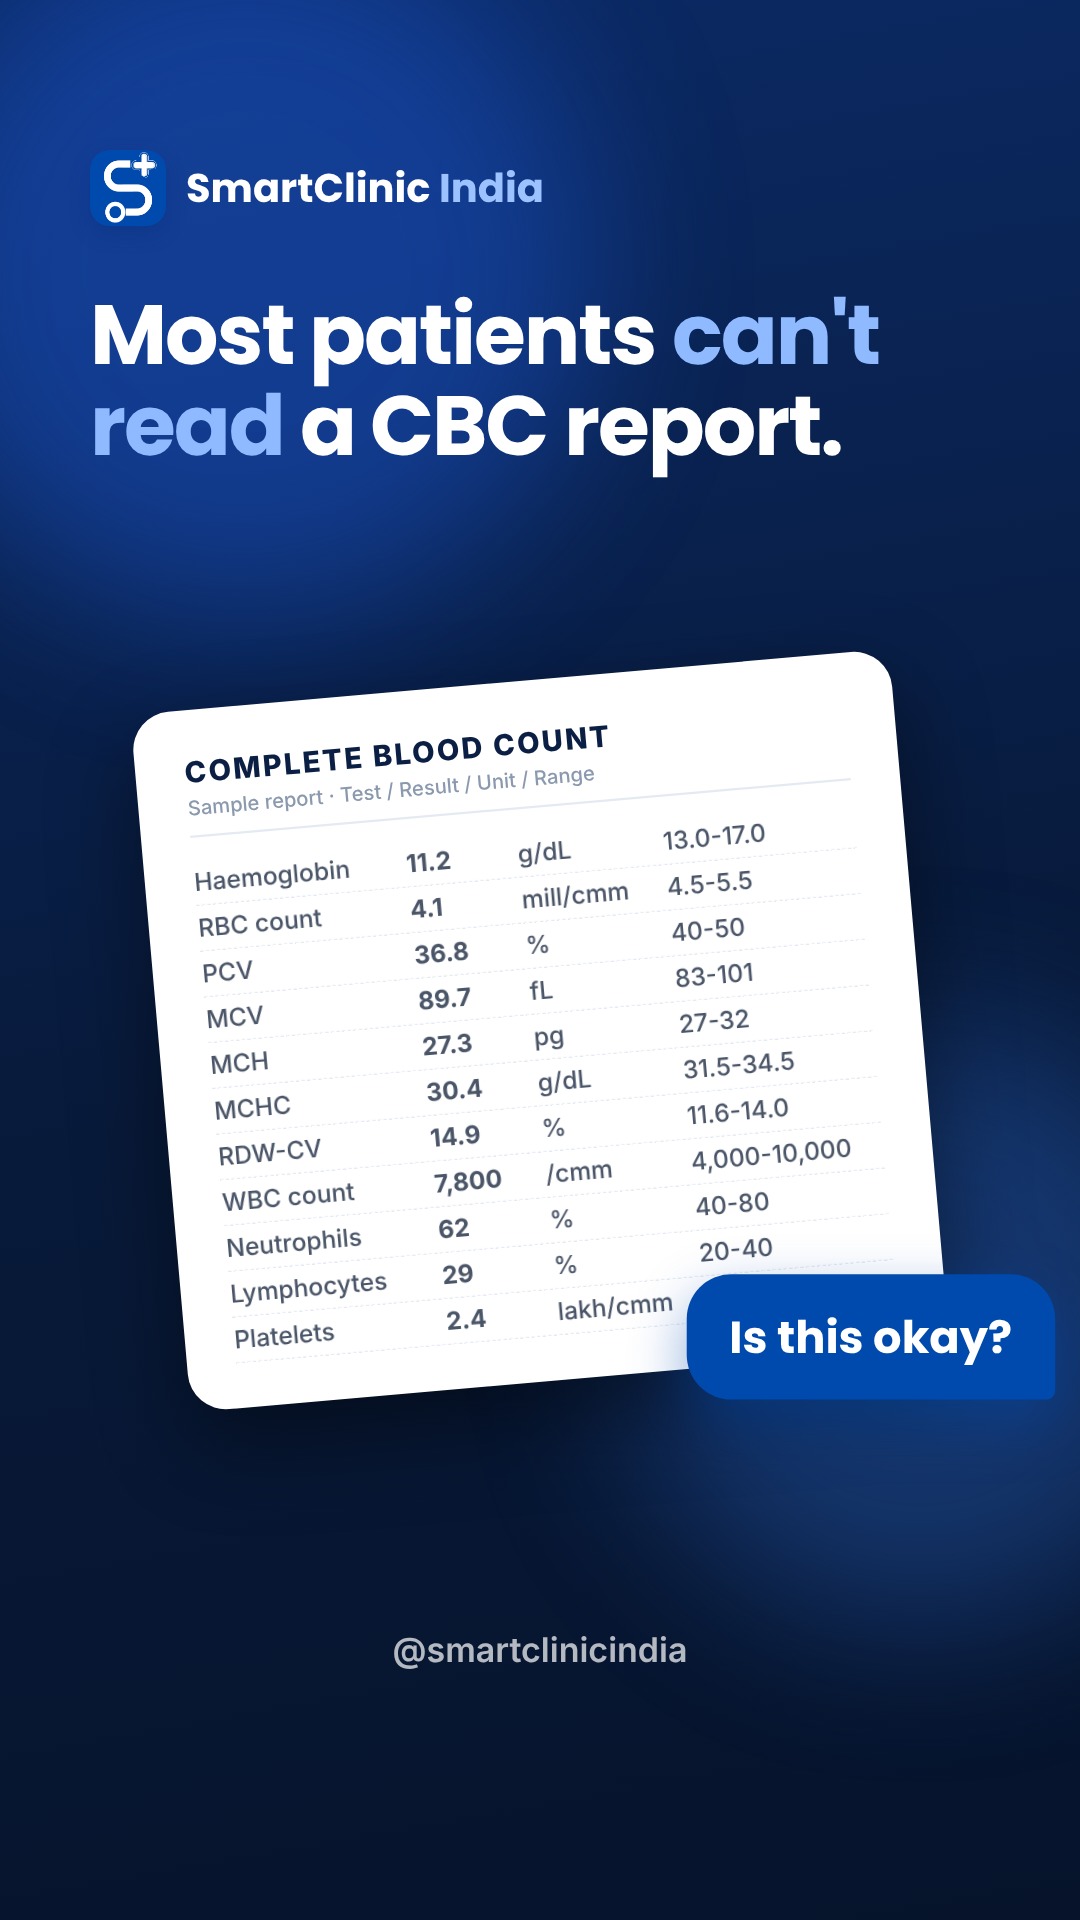 SmartClinic India
Most patients can't
read a CBC report.
COMPLETE BLOOD COUNT
Sample report · Test / Result / Unit / Range
Haemoglobin 11.2 g/dL 13.0-17.0
RBC count 4.1 mill/cmm 4.5-5.5
PCV 36.8 % 40-50
MCV 89.7 fL 83-101
MCH 27.3 pg 27-32
MCHC 30.4 g/dL 31.5-34.5
RDW-CV 14.9 % 11.6-14.0
WBC count 7,800 /cmm 4,000-10,000
Neutrophils 62 % 40-80
Lymphocytes 29 % 20-40
Platelets 2.4 lakh/cmm
Is this okay?
@smartclinicindia